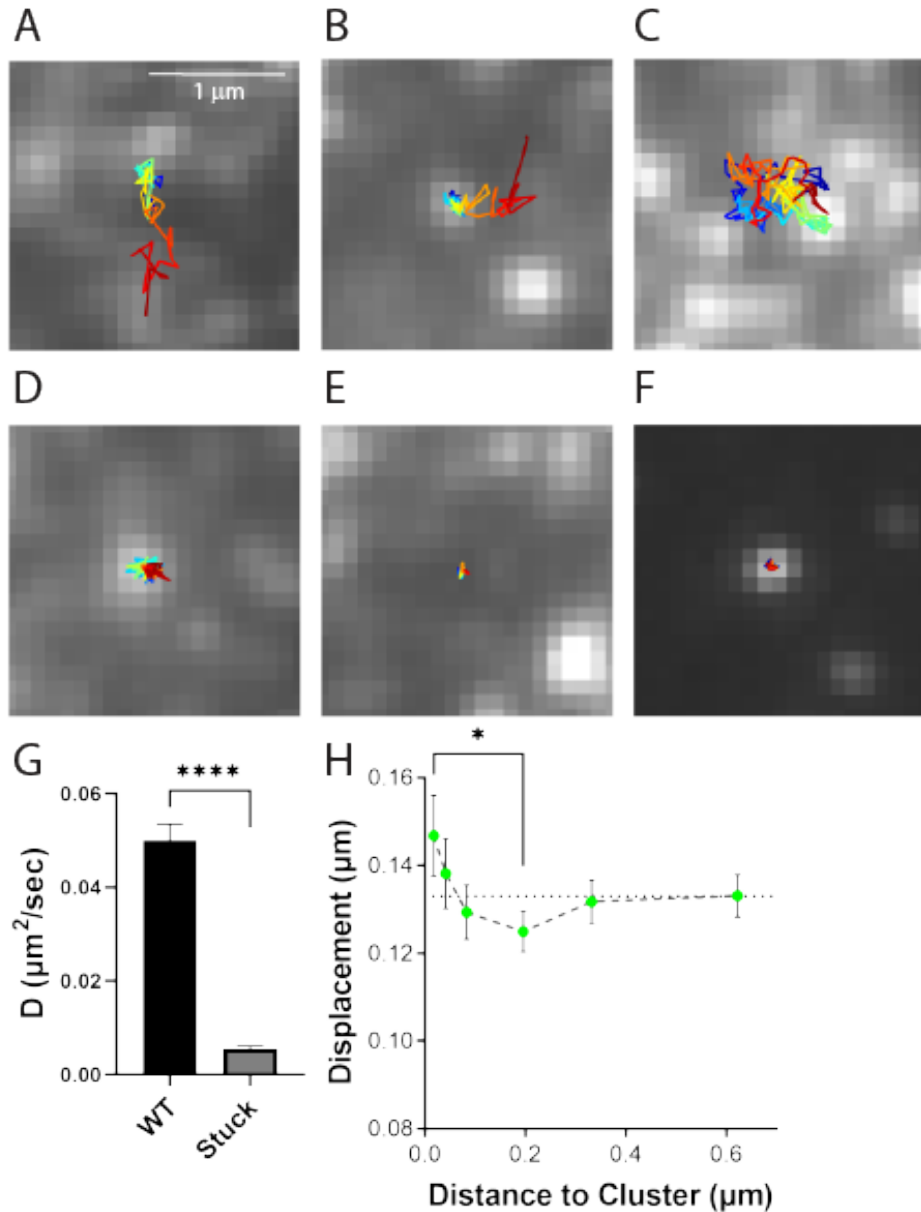 A
B
C
1 μm
D
E
F
G
****
0.06
0.04
0.02
0.00
D (μm²/sec)
WT
Stuck
H
*
0.16
0.14
0.12
0.10
0.08
Displacement (μm)
0.0
0.2
0.4
0.6
Distance to Cluster (μm)